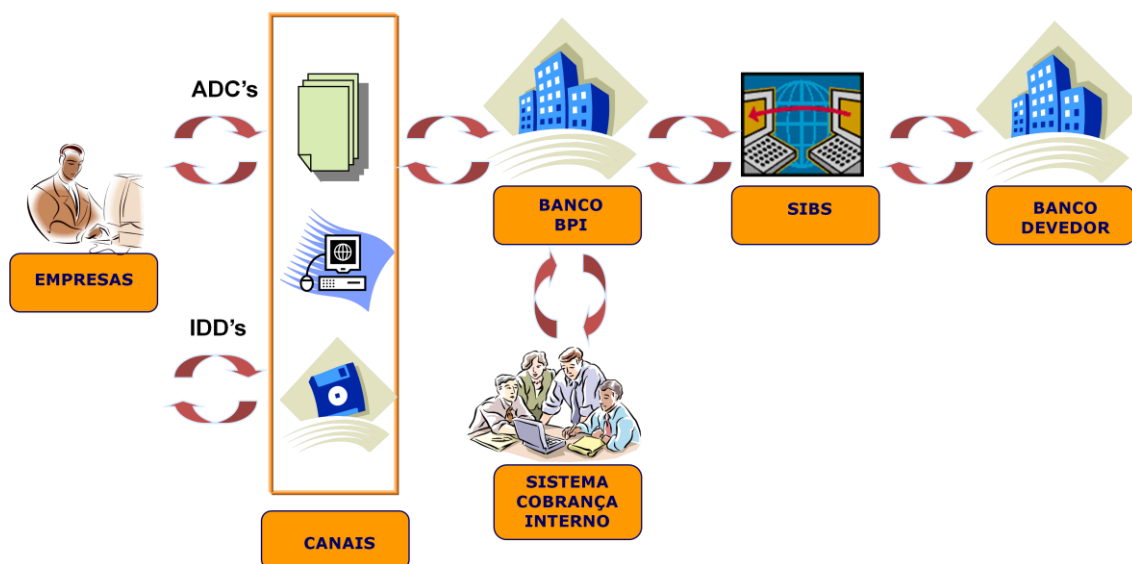 ADC's
BANCO
BPI
SIBS
BANCO
DEVEDOR
EMPRESAS
IDD's
SISTEMA
COBRANÇA
INTERNO
CANAIS